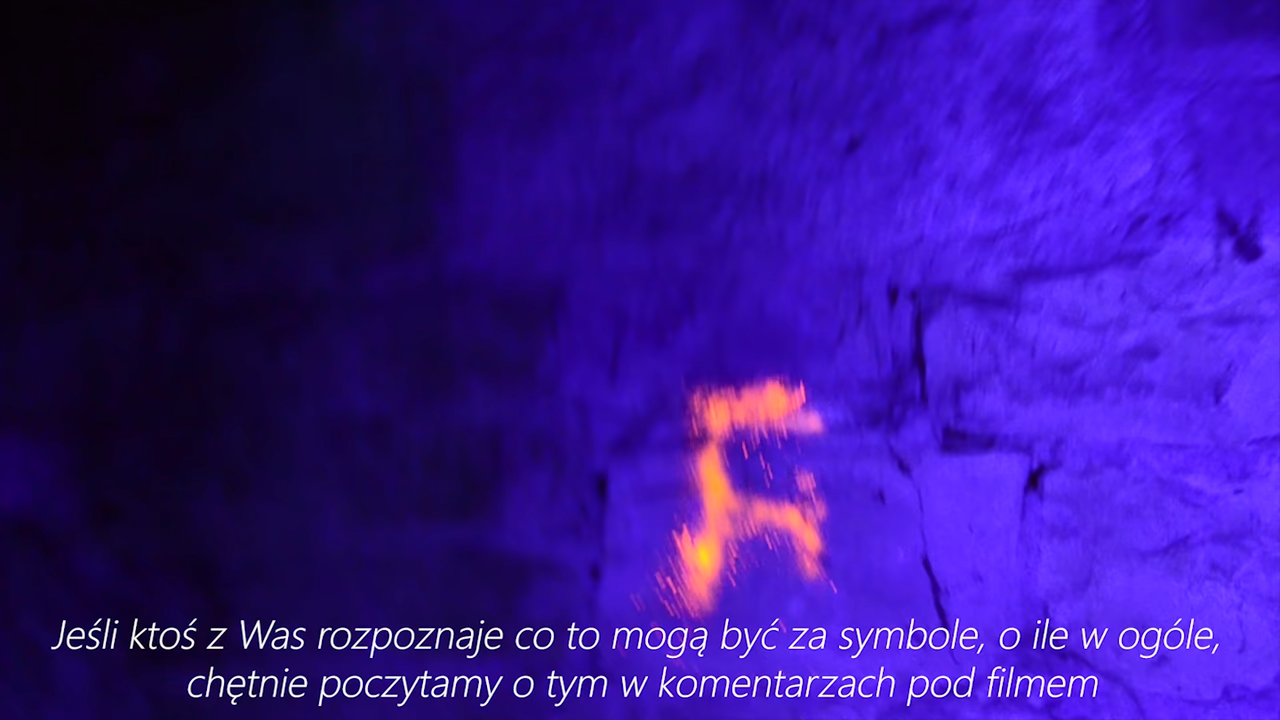 Jeśli ktoś z Was rozpoznaje co to mogą być za symbole, o ile w ogóle,
chętnie poczytamy o tym w komentarzach pod filmem